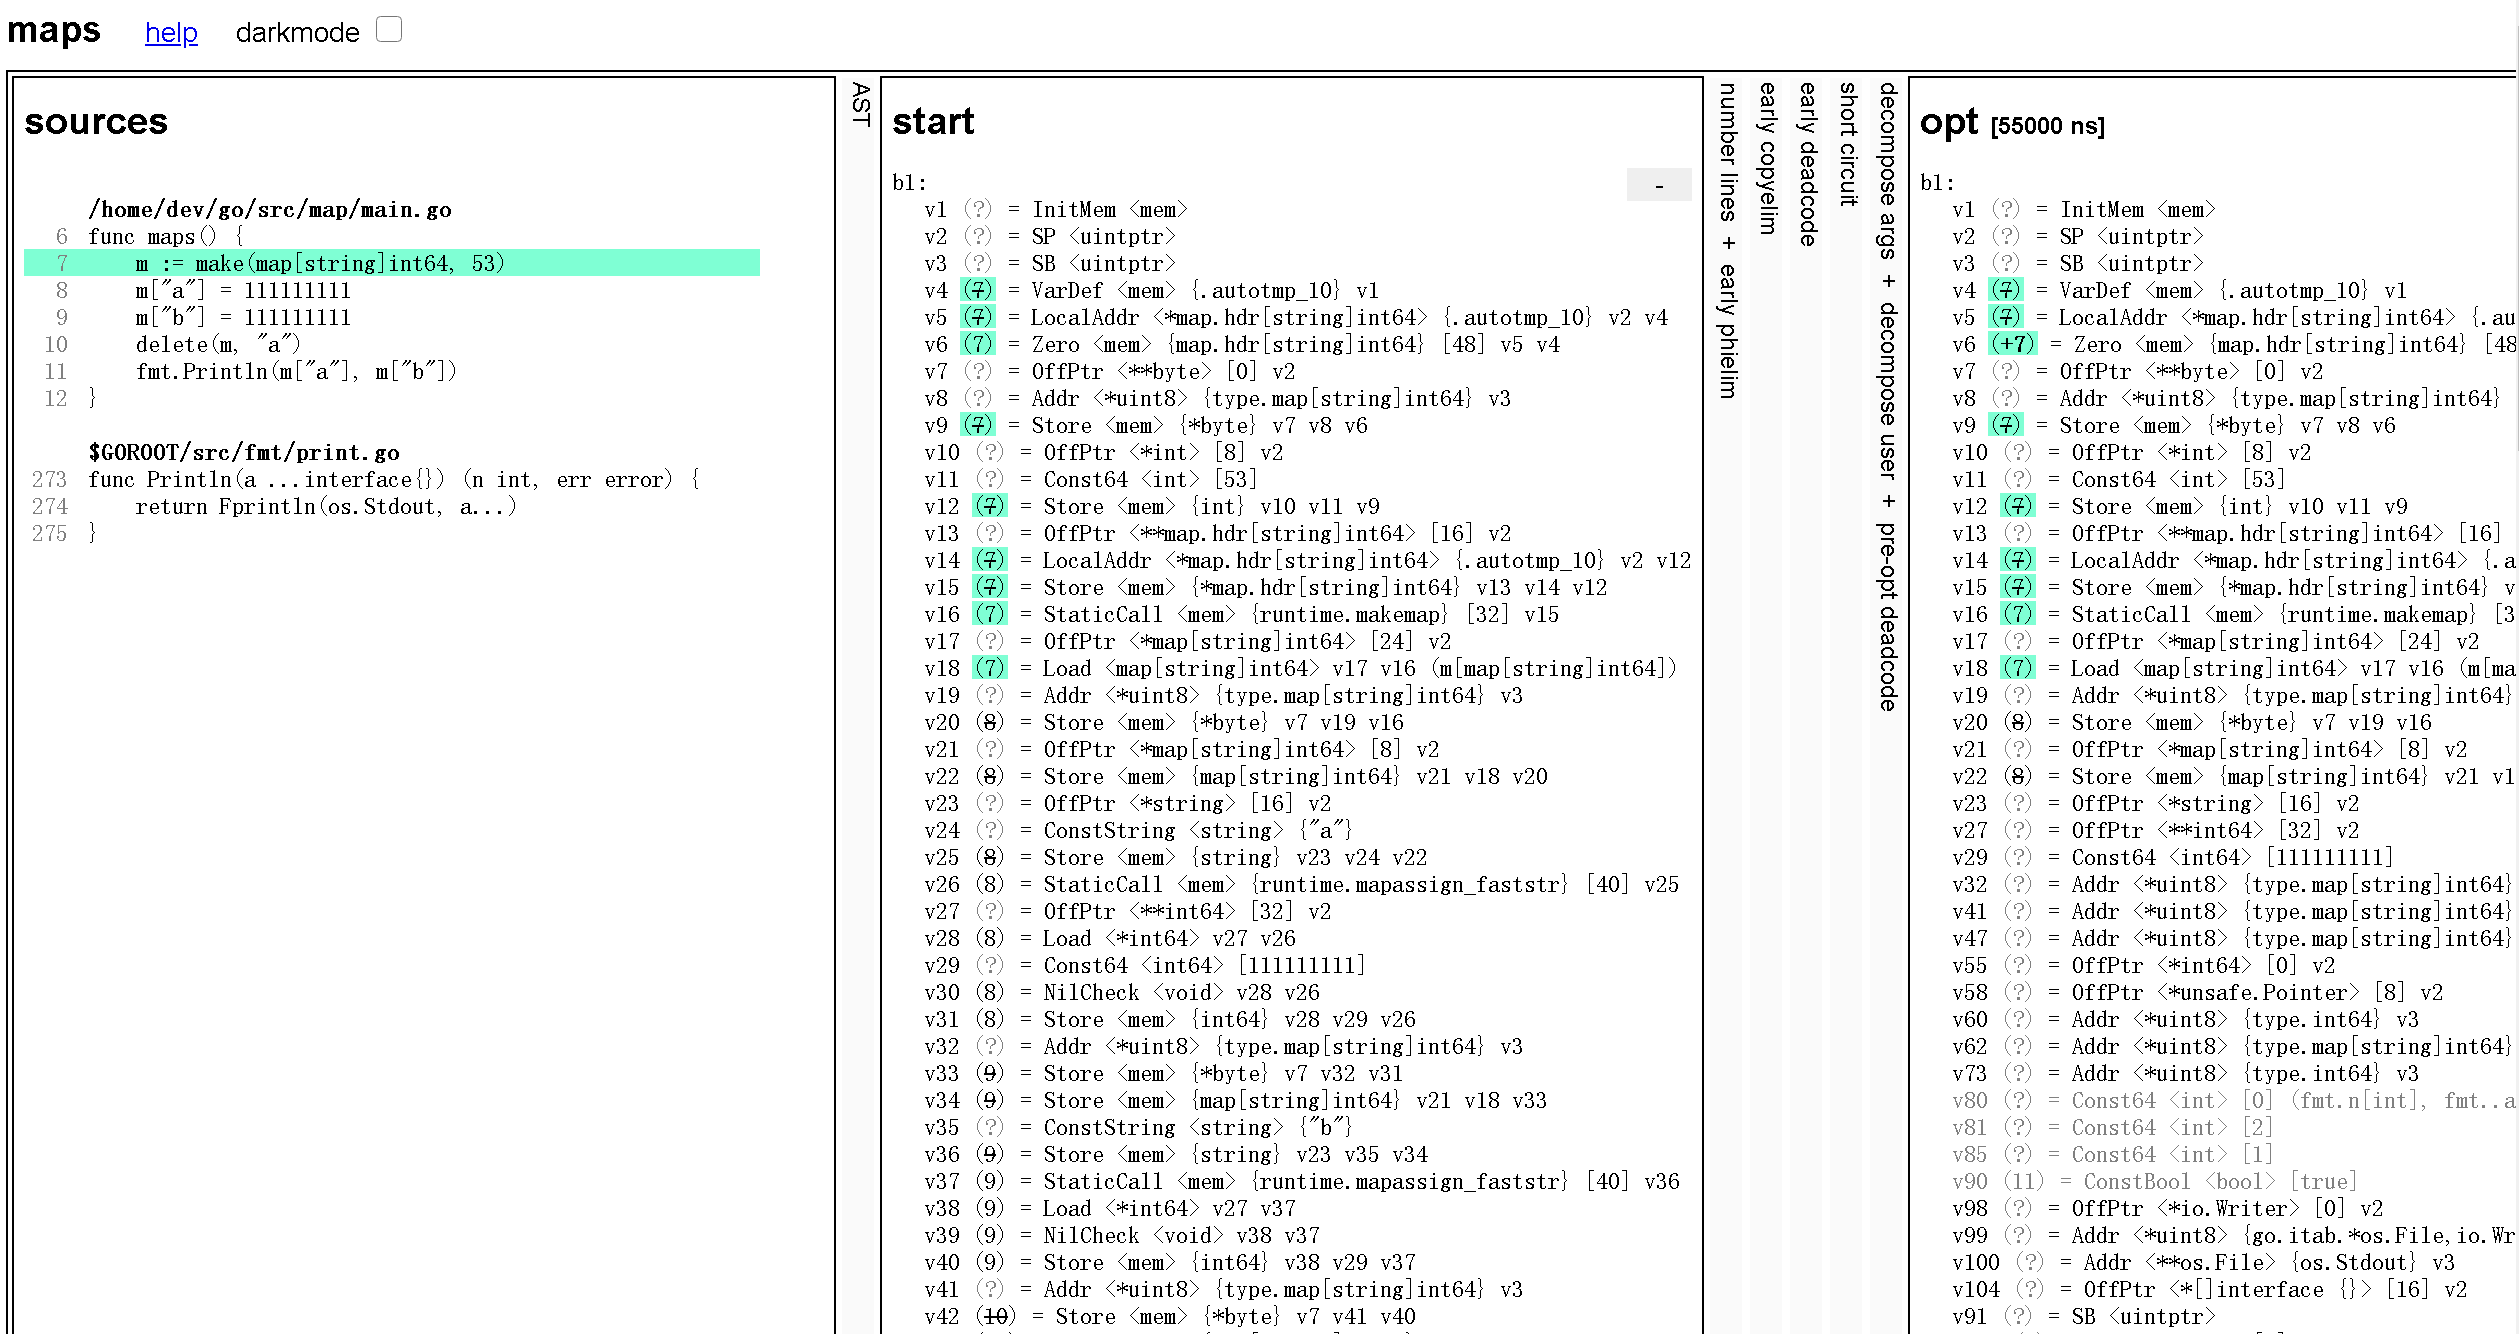 maps help darkmode
sources
/home/dev/go/src/map/main.go
6 func maps() {
7 m := make(map[string]int64, 53)
8 m["a"] = 111111111
9 m["b"] = 111111111
10 delete(m, "a")
11 fmt.Println(m["a"], m["b"])
12 }
$GOROOT/src/fmt/print.go
273 func Println(a ...interface{}) (n int, err error) {
274 return Fprintln(os.Stdout, a...)
275 }
AST
start
-
b1:
v1 (?) = InitMem <mem>
v2 (?) = SP <uintptr>
v3 (?) = SB <uintptr>
v4 (7) = VarDef <mem> {.autotmp_10} v1
v5 (7) = LocalAddr <*map.hdr[string]int64> {.autotmp_10} v2 v4
v6 (7) = Zero <mem> {map.hdr[string]int64} [48] v5 v4
v7 (?) = OffPtr <**byte> [0] v2
v8 (?) = Addr <*uint8> {type.map[string]int64} v3
v9 (7) = Store <mem> {*byte} v7 v8 v6
v10 (?) = OffPtr <*int> [8] v2
v11 (?) = Const64 <int> [53]
v12 (7) = Store <mem> {int} v10 v11 v9
v13 (?) = OffPtr <**map.hdr[string]int64> [16] v2
v14 (7) = LocalAddr <*map.hdr[string]int64> {.autotmp_10} v2 v12
v15 (7) = Store <mem> {*map.hdr[string]int64} v13 v14 v12
v16 (7) = StaticCall <mem> {runtime.makemap} [32] v15
v17 (?) = OffPtr <*map[string]int64> [24] v2
v18 (7) = Load <map[string]int64> v17 v16 (m[map[string]int64])
v19 (?) = Addr <*uint8> {type.map[string]int64} v3
v20 (8) = Store <mem> {*byte} v7 v19 v16
v21 (?) = OffPtr <*map[string]int64> [8] v2
v22 (8) = Store <mem> {map[string]int64} v21 v18 v20
v23 (?) = OffPtr <*string> [16] v2
v24 (?) = ConstString <string> {"a"}
v25 (8) = Store <mem> {string} v23 v24 v22
v26 (8) = StaticCall <mem> {runtime.mapassign_faststr} [40] v25
v27 (?) = OffPtr <**int64> [32] v2
v28 (8) = Load <*int64> v27 v26
v29 (?) = Const64 <int64> [111111111]
v30 (8) = NilCheck <void> v28 v26
v31 (8) = Store <mem> {int64} v28 v29 v26
v32 (?) = Addr <*uint8> {type.map[string]int64} v3
v33 (9) = Store <mem> {*byte} v7 v32 v31
v34 (9) = Store <mem> {map[string]int64} v21 v18 v33
v35 (?) = ConstString <string> {"b"}
v36 (9) = Store <mem> {string} v23 v35 v34
v37 (9) = StaticCall <mem> {runtime.mapassign_faststr} [40] v36
v38 (9) = Load <*int64> v27 v37
v39 (9) = NilCheck <void> v38 v37
v40 (9) = Store <mem> {int64} v38 v29 v37
v41 (?) = Addr <*uint8> {type.map[string]int64} v3
v42 (10) = Store <mem> {*byte} v7 v41 v40
number lines + early phielim
early copyelim
early deadcode
short circuit
decompose args + decompose user + pre-opt deadcode
opt [55000 ns]
b1:
v1 (?) = InitMem <mem>
v2 (?) = SP <uintptr>
v3 (?) = SB <uintptr>
v4 (7) = VarDef <mem> {.autotmp_10} v1
v5 (7) = LocalAddr <*map.hdr[string]int64> {.au
v6 (+7) = Zero <mem> {map.hdr[string]int64} [48
v7 (?) = OffPtr <**byte> [0] v2
v8 (?) = Addr <*uint8> {type.map[string]int64}
v9 (7) = Store <mem> {*byte} v7 v8 v6
v10 (?) = OffPtr <*int> [8] v2
v11 (?) = Const64 <int> [53]
v12 (7) = Store <mem> {int} v10 v11 v9
v13 (?) = OffPtr <**map.hdr[string]int64> [16]
v14 (7) = LocalAddr <*map.hdr[string]int64> {.a
v15 (7) = Store <mem> {*map.hdr[string]int64} v
v16 (7) = StaticCall <mem> {runtime.makemap} [3
v17 (?) = OffPtr <*map[string]int64> [24] v2
v18 (7) = Load <map[string]int64> v17 v16 (m[ma
v19 (?) = Addr <*uint8> {type.map[string]int64}
v20 (8) = Store <mem> {*byte} v7 v19 v16
v21 (?) = OffPtr <*map[string]int64> [8] v2
v22 (8) = Store <mem> {map[string]int64} v21 v1
v23 (?) = OffPtr <*string> [16] v2
v27 (?) = OffPtr <**int64> [32] v2
v29 (?) = Const64 <int64> [111111111]
v32 (?) = Addr <*uint8> {type.map[string]int64}
v41 (?) = Addr <*uint8> {type.map[string]int64}
v47 (?) = Addr <*uint8> {type.map[string]int64}
v55 (?) = OffPtr <*int64> [0] v2
v58 (?) = OffPtr <*unsafe.Pointer> [8] v2
v60 (?) = Addr <*uint8> {type.int64} v3
v62 (?) = Addr <*uint8> {type.map[string]int64}
v73 (?) = Addr <*uint8> {type.int64} v3
v80 (?) = Const64 <int> [0] (fmt.n[int], fmt..a
v81 (?) = Const64 <int> [2]
v85 (?) = Const64 <int> [1]
v90 (11) = ConstBool <bool> [true]
v98 (?) = OffPtr <*io.Writer> [0] v2
v99 (?) = Addr <*uint8> {go.itab.*os.File,io.Wr
v100 (?) = Addr <**os.File> {os.Stdout} v3
v104 (?) = OffPtr <*[]interface {}> [16] v2
v91 (?) = SB <uintptr>